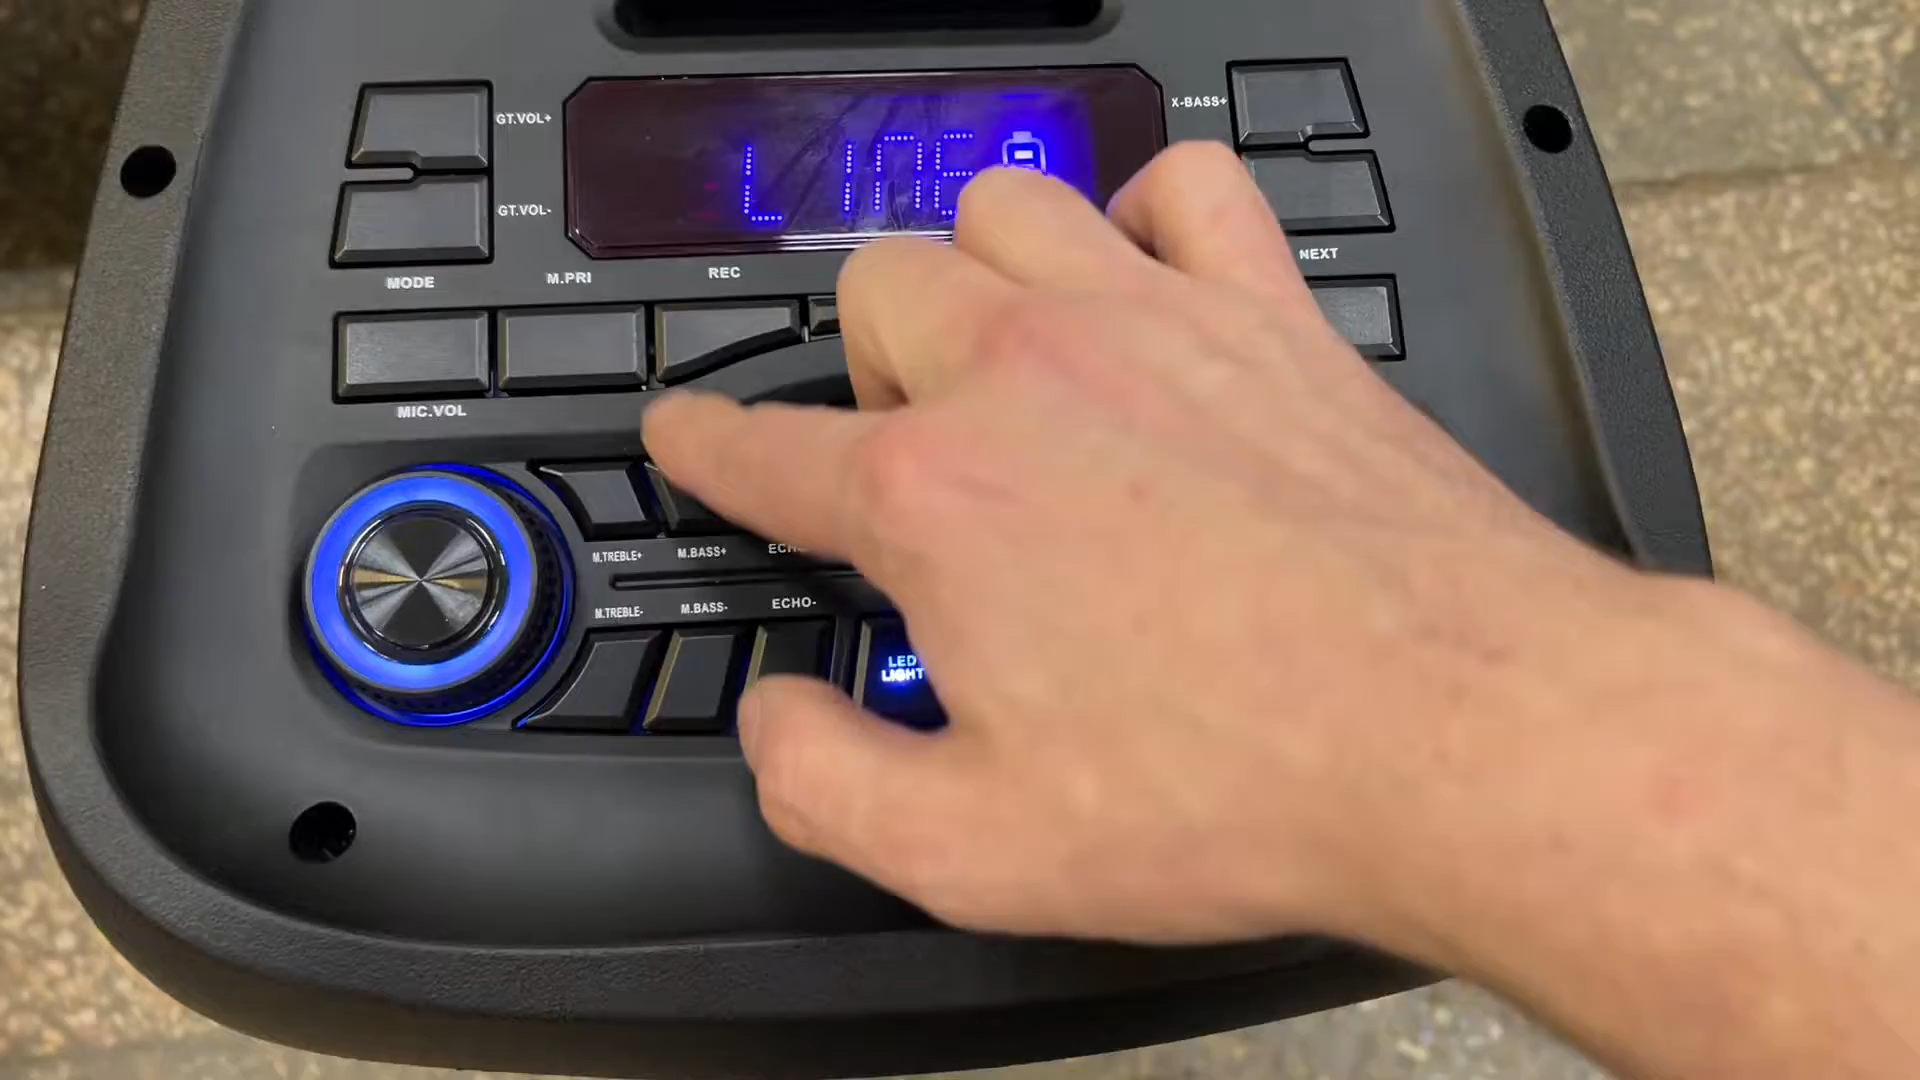 GT.VOL+
LINE
X-BASS+
GT.VOL-
MODE
M.PRI
REC
NEXT
MIC.VOL
M.TREBLE+
M.BASS+
M.TREBLE-
M.BASS-
ECHO-
LED
LIGHT